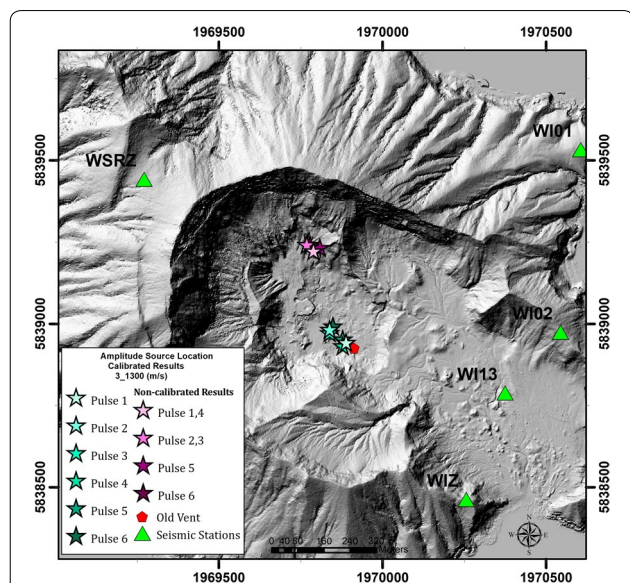 1969500 1970000 1970500
WI01
WSRZ
5839500 5839500
WI02
5839000 5839000
WI13
Amplitude Source Location
Calibrated Results
3_1300 (m/s)
Non-calibrated Results
Pulse 1 Pulse 1,4
Pulse 2 Pulse 2,3
Pulse 3 Pulse 5
Pulse 4 Pulse 6
Pulse 5 Old Vent
Pulse 6 Seismic Stations
WIZ
5838500 5838500
N
W E
S
0 40 80 160 240 320
Meters
1969500 1970000 1970500